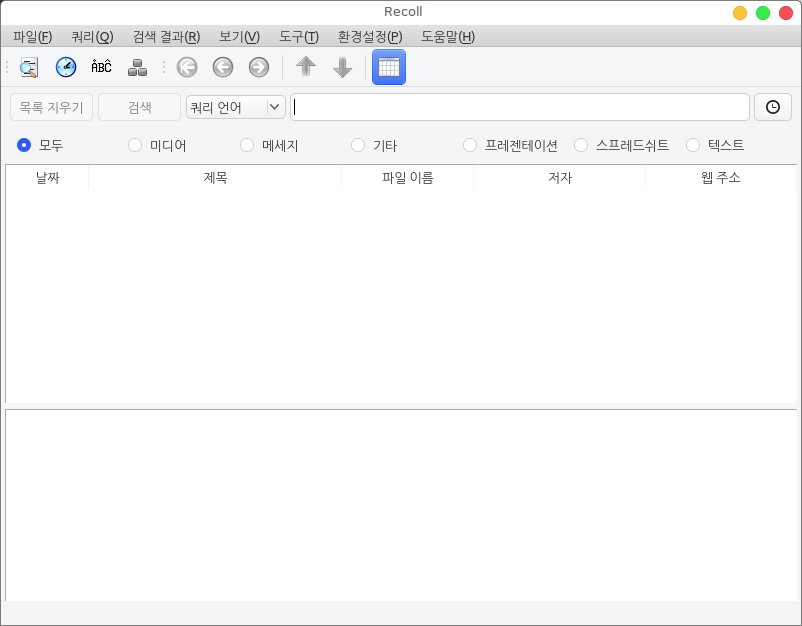 Recoll
파일(F) 쿼리(Q) 검색 결과(R) 보기(V) 도구(T) 환경설정(P) 도움말(H)
ÅBĈ
목록 지우기 검색 쿼리 언어
모두 미디어 메세지 기타 프레젠테이션 스프레드쉬트 텍스트
날짜 제목 파일 이름 저자 웹 주소